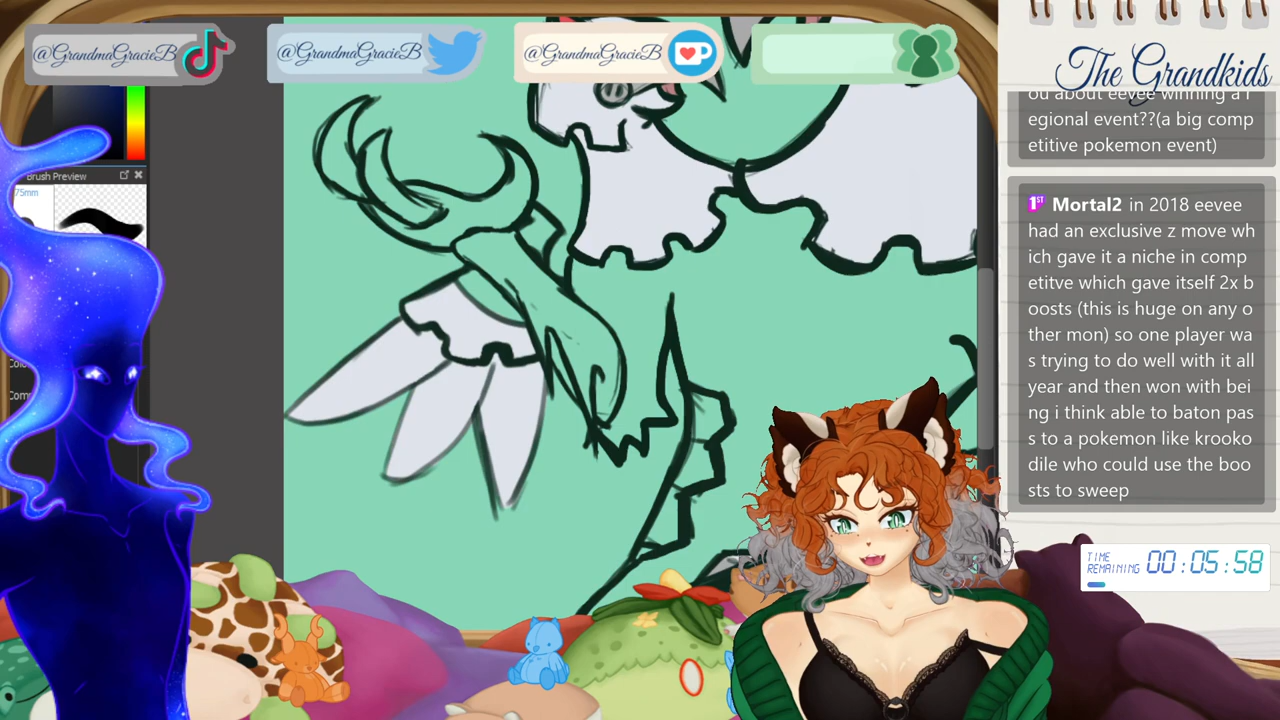 @GrandmaGracieB
@GrandmaGracieB
@GrandmaGracieB
The Grandkids
ou about eevee winning a r
egional event??(a big comp
etitive pokemon event)
1ST Mortal2 in 2018 eevee
had an exclusive z move wh
ich gave it a niche in comp
etitve which gave itself 2x b
oosts (this is huge on any o
ther mon) so one player wa
s trying to do well with it all
year and then won with bei
ng i think able to baton pas
s to a pokemon like krooko
dile who could use the boo
sts to sweep
TIME
REMAINING 00:05:58
Brush Preview
75mm